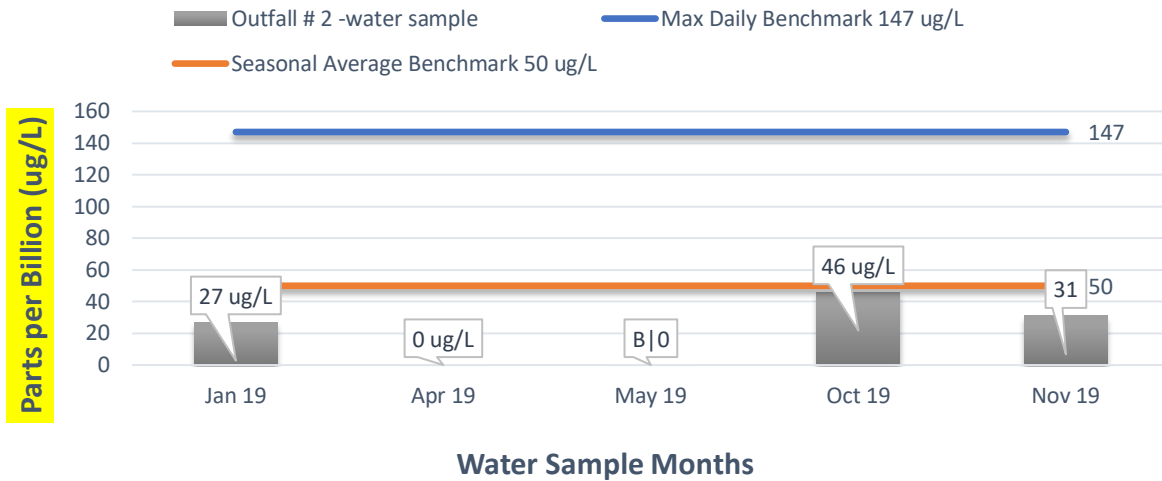 Outfall # 2 -water sample
Max Daily Benchmark 147 ug/L
Seasonal Average Benchmark 50 ug/L
Parts per Billion (ug/L)
160
140
120
100
80
60
40
20
0
147
50
27 ug/L
0 ug/L
B|0
46 ug/L
31
Jan 19
Apr 19
May 19
Oct 19
Nov 19
Water Sample Months